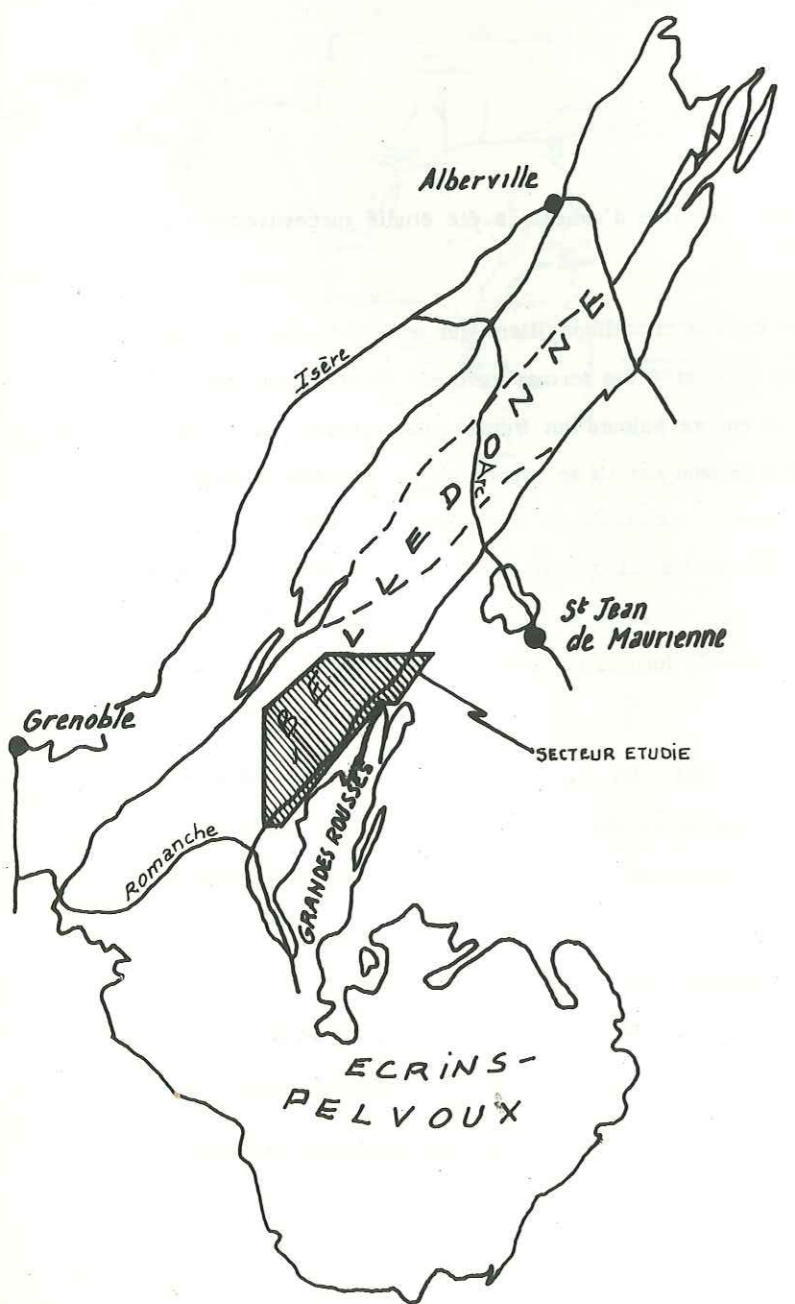 Alberville
Isère
BELLEDONNE
Arc
St Jean
de Maurienne
Grenoble
SECTEUR ETUDIE
Romanche
GRANDES ROUSSES
ECRINS-
PELVOUX